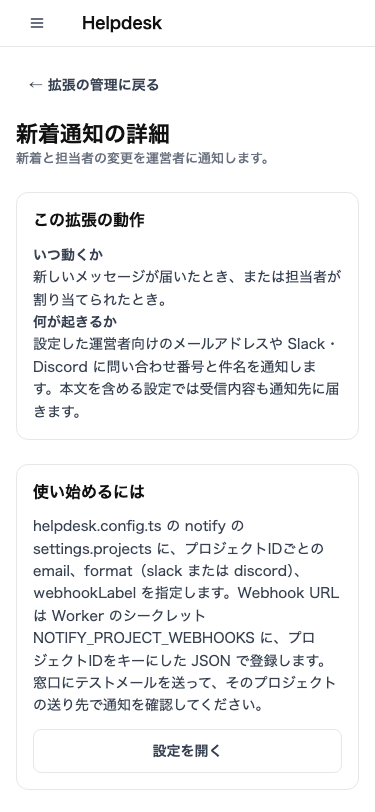 Helpdesk
← 拡張の管理に戻る
新着通知の詳細
新着と担当者の変更を運営者に通知します。
この拡張の動作
いつ動くか
新しいメッセージが届いたとき、または担当者が
割り当てられたとき。
何が起きるか
設定した運営者向けのメールアドレスや Slack・
Discord に問い合わせ番号と件名を通知しま
す。本文を含める設定では受信内容も通知先に届
きます。
使い始めるには
helpdesk.config.ts の notify の
settings.projects に、プロジェクトIDごとの
email、format（slack または discord）、
webhookLabel を指定します。Webhook URL
は Worker のシークレット
NOTIFY_PROJECT_WEBHOOKS に、プロ
ジェクトIDをキーにした JSON で登録します。
窓口にテストメールを送って、そのプロジェクト
の送り先で通知を確認してください。
設定を開く